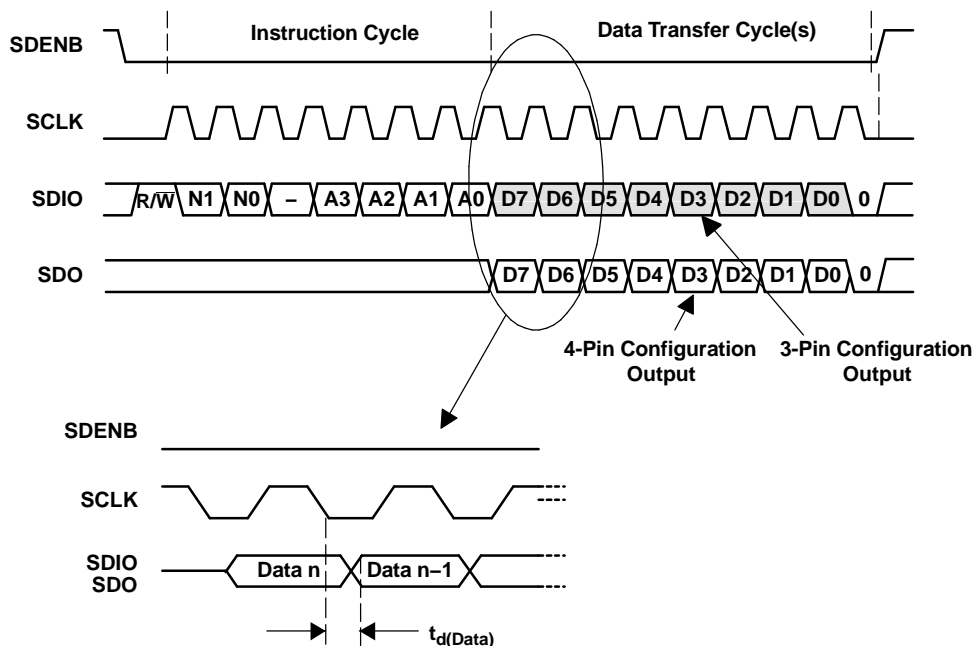 Instruction Cycle Data Transfer Cycle(s)
SDENB
SCLK
SDIO R/W̅ N1 N0 – A3 A2 A1 A0 D7 D6 D5 D4 D3 D2 D1 D0 0
SDO D7 D6 D5 D4 D3 D2 D1 D0 0
4-Pin Configuration 3-Pin Configuration
Output Output
SDENB
SCLK
SDIO
SDO
Data n Data n–1
td(Data)